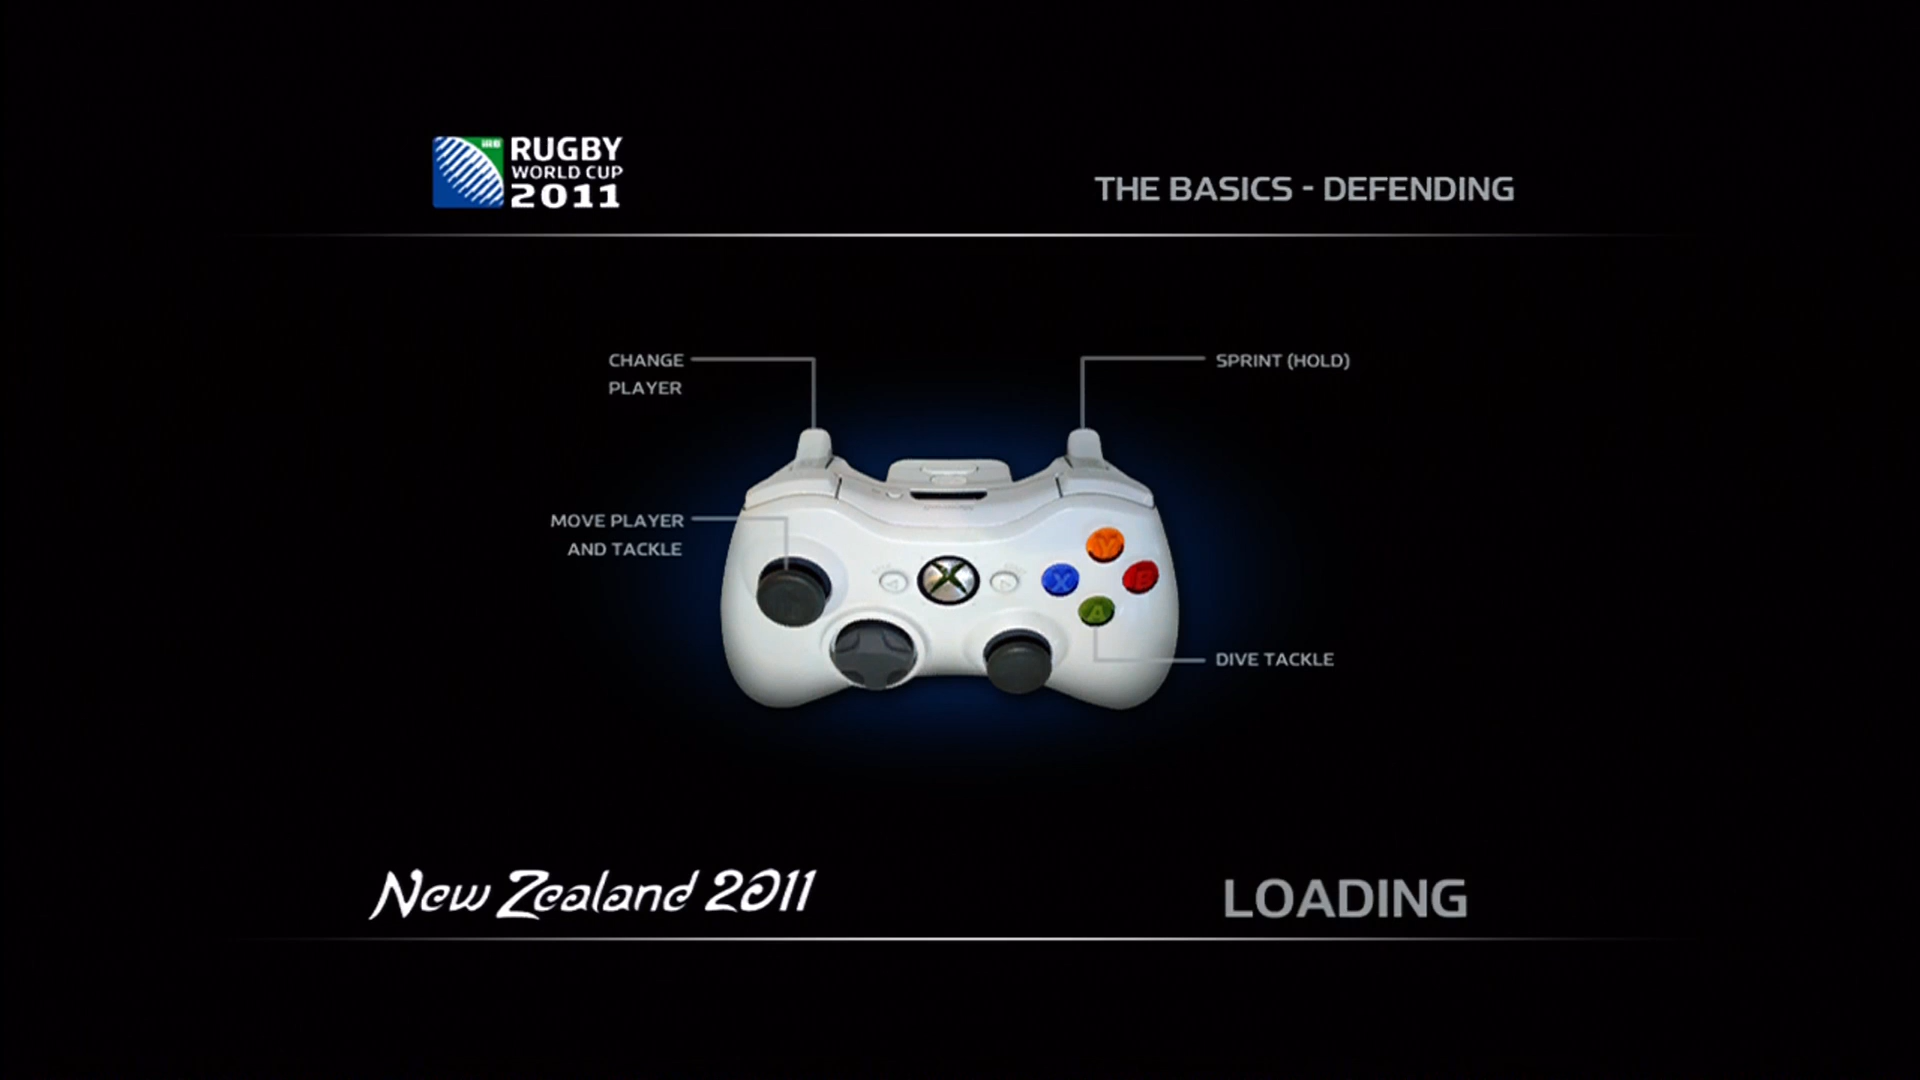 IRB
RUGBY
WORLD CUP
2011
THE BASICS - DEFENDING
CHANGE
PLAYER
SPRINT (HOLD)
MOVE PLAYER
AND TACKLE
Y
X
B
A
DIVE TACKLE
New Zealand 2011
LOADING